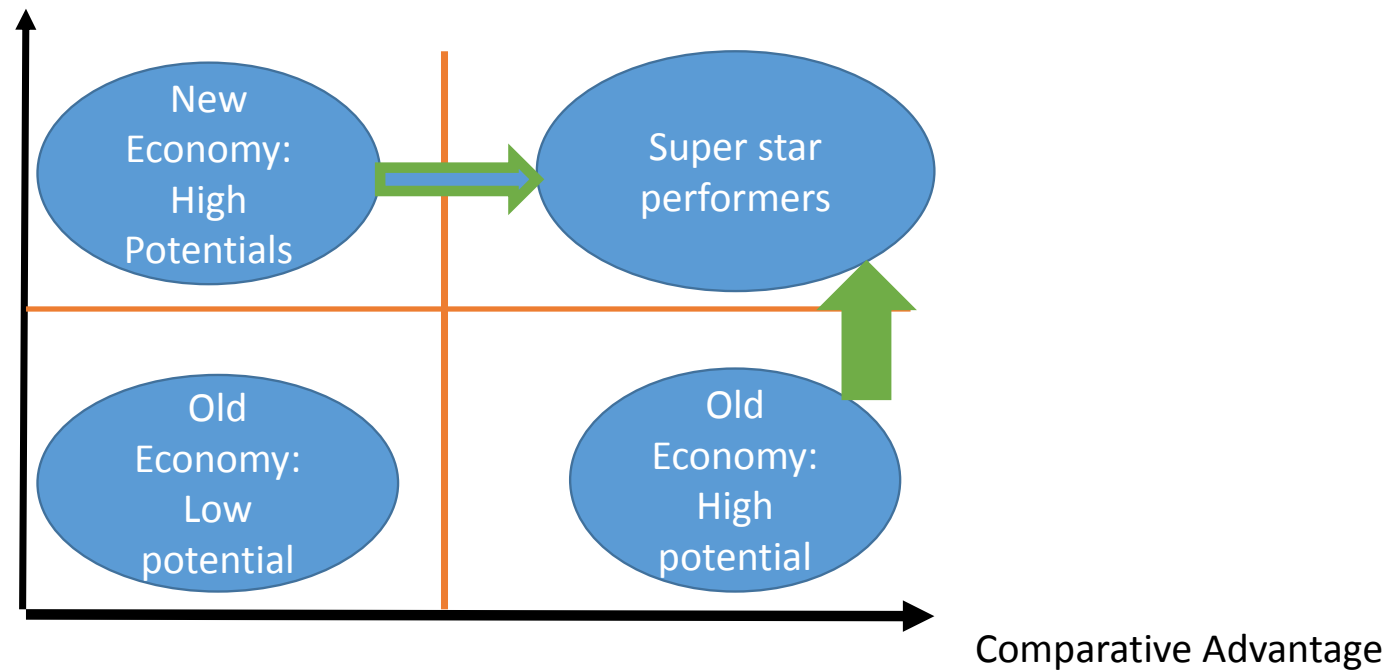 New
Economy:
High
Potentials
Super star
performers
Old
Economy:
Low
potential
Old
Economy:
High
potential
Comparative Advantage